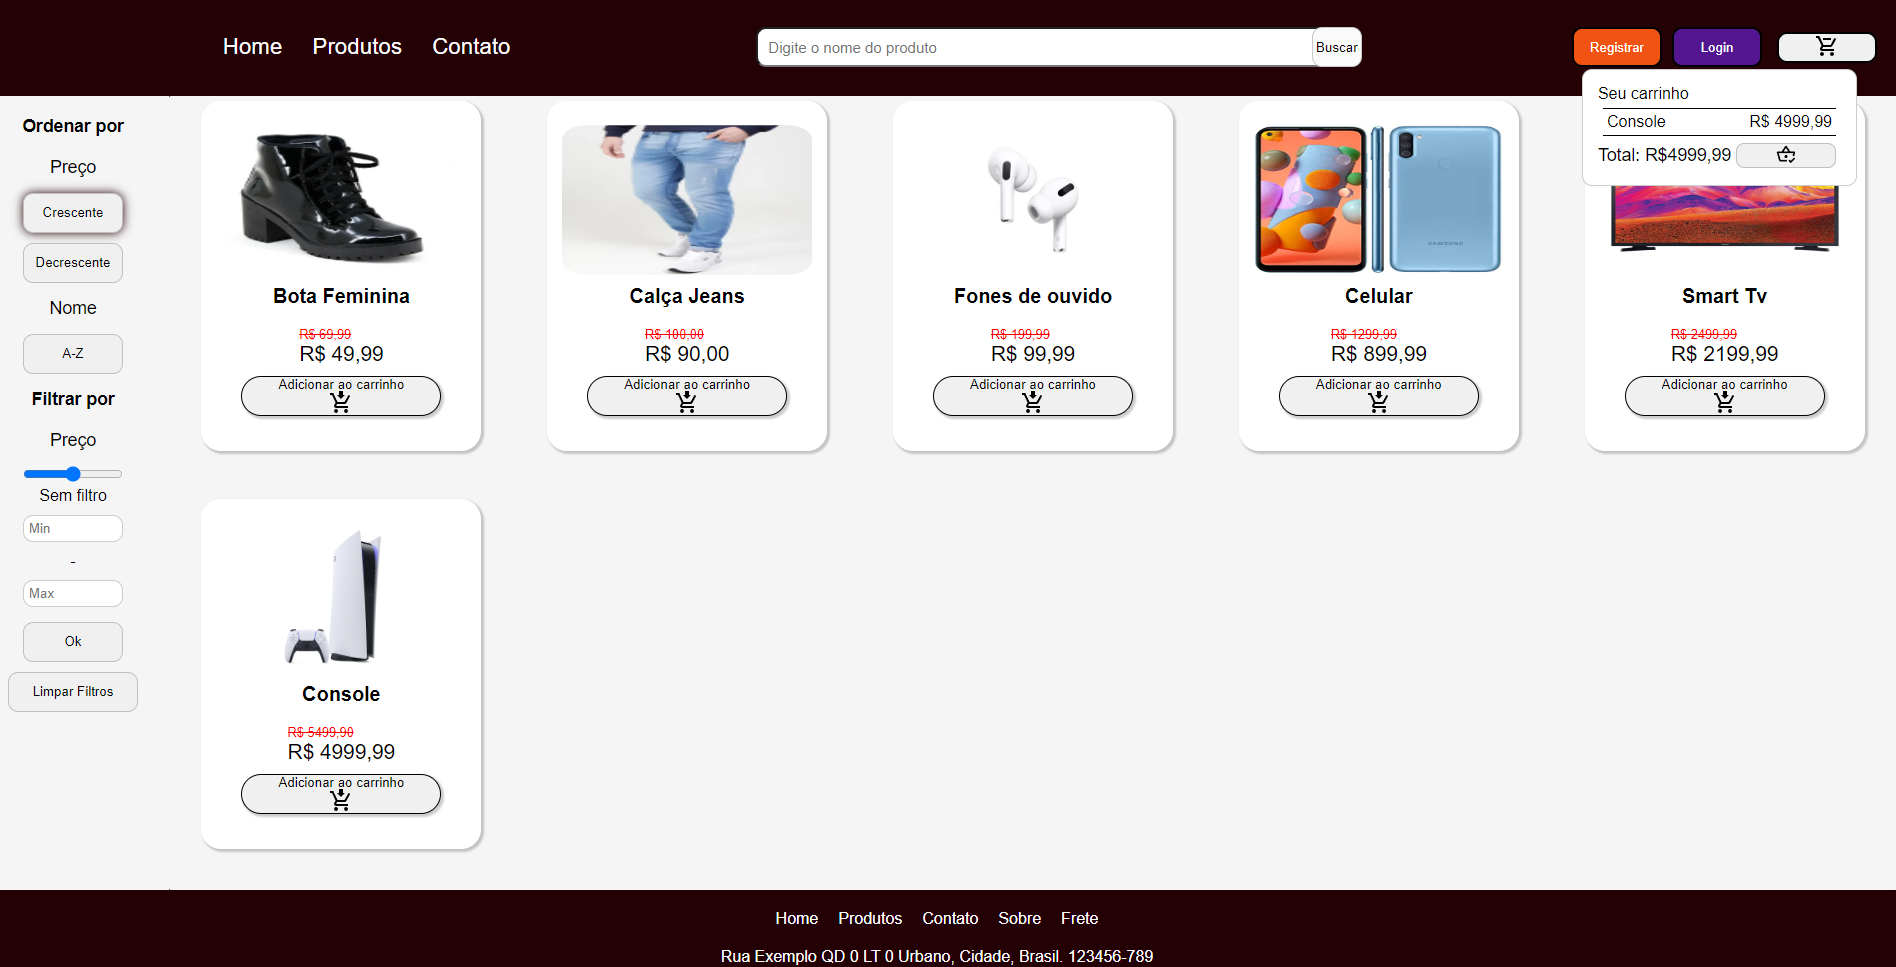 Home Produtos Contato
Digite o nome do produto Buscar
Registrar Login
Seu carrinho
Console R$ 4999,99
Total: R$4999,99
Ordenar por
Preço
Crescente
Decrescente
Nome
A-Z
Filtrar por
Preço
Sem filtro
Min
-
Max
Ok
Limpar Filtros
Bota Feminina
R$ 69,99
R$ 49,99
Adicionar ao carrinho
Calça Jeans
R$ 100,00
R$ 90,00
Adicionar ao carrinho
Fones de ouvido
R$ 199,99
R$ 99,99
Adicionar ao carrinho
SAMSUNG
Celular
R$ 1299,99
R$ 899,99
Adicionar ao carrinho
Smart Tv
R$ 2499,99
R$ 2199,99
Adicionar ao carrinho
Console
R$ 5499,90
R$ 4999,99
Adicionar ao carrinho
Home Produtos Contato Sobre Frete
Rua Exemplo QD 0 LT 0 Urbano, Cidade, Brasil. 123456-789